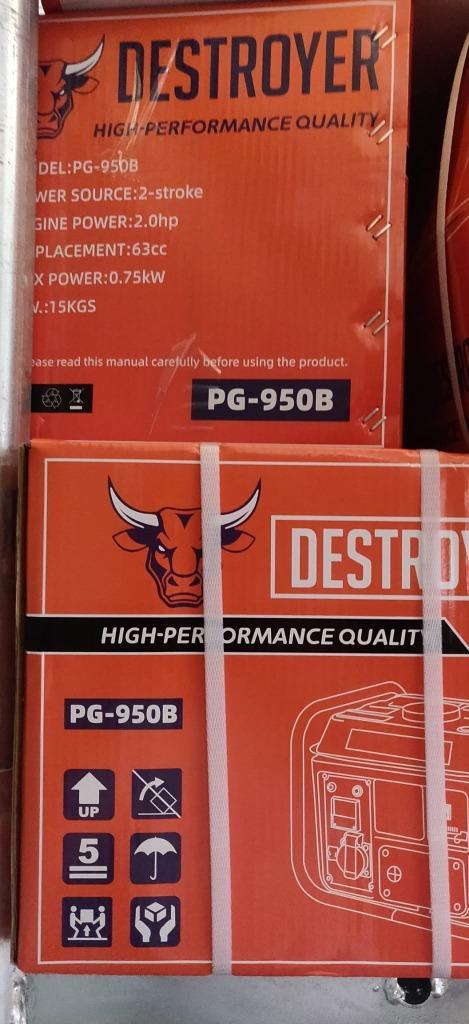 DESTROYER
HIGH-PERFORMANCE QUALITY
DEL:PG-950B
WER SOURCE:2-stroke
GINE POWER:2.0hp
PLACEMENT:63cc
X POWER:0.75kW
.:15KGS
ease read this manual carefully before using the product.
PG-950B
DESTROY
HIGH-PERFORMANCE QUALITY
PG-950B
UP
5